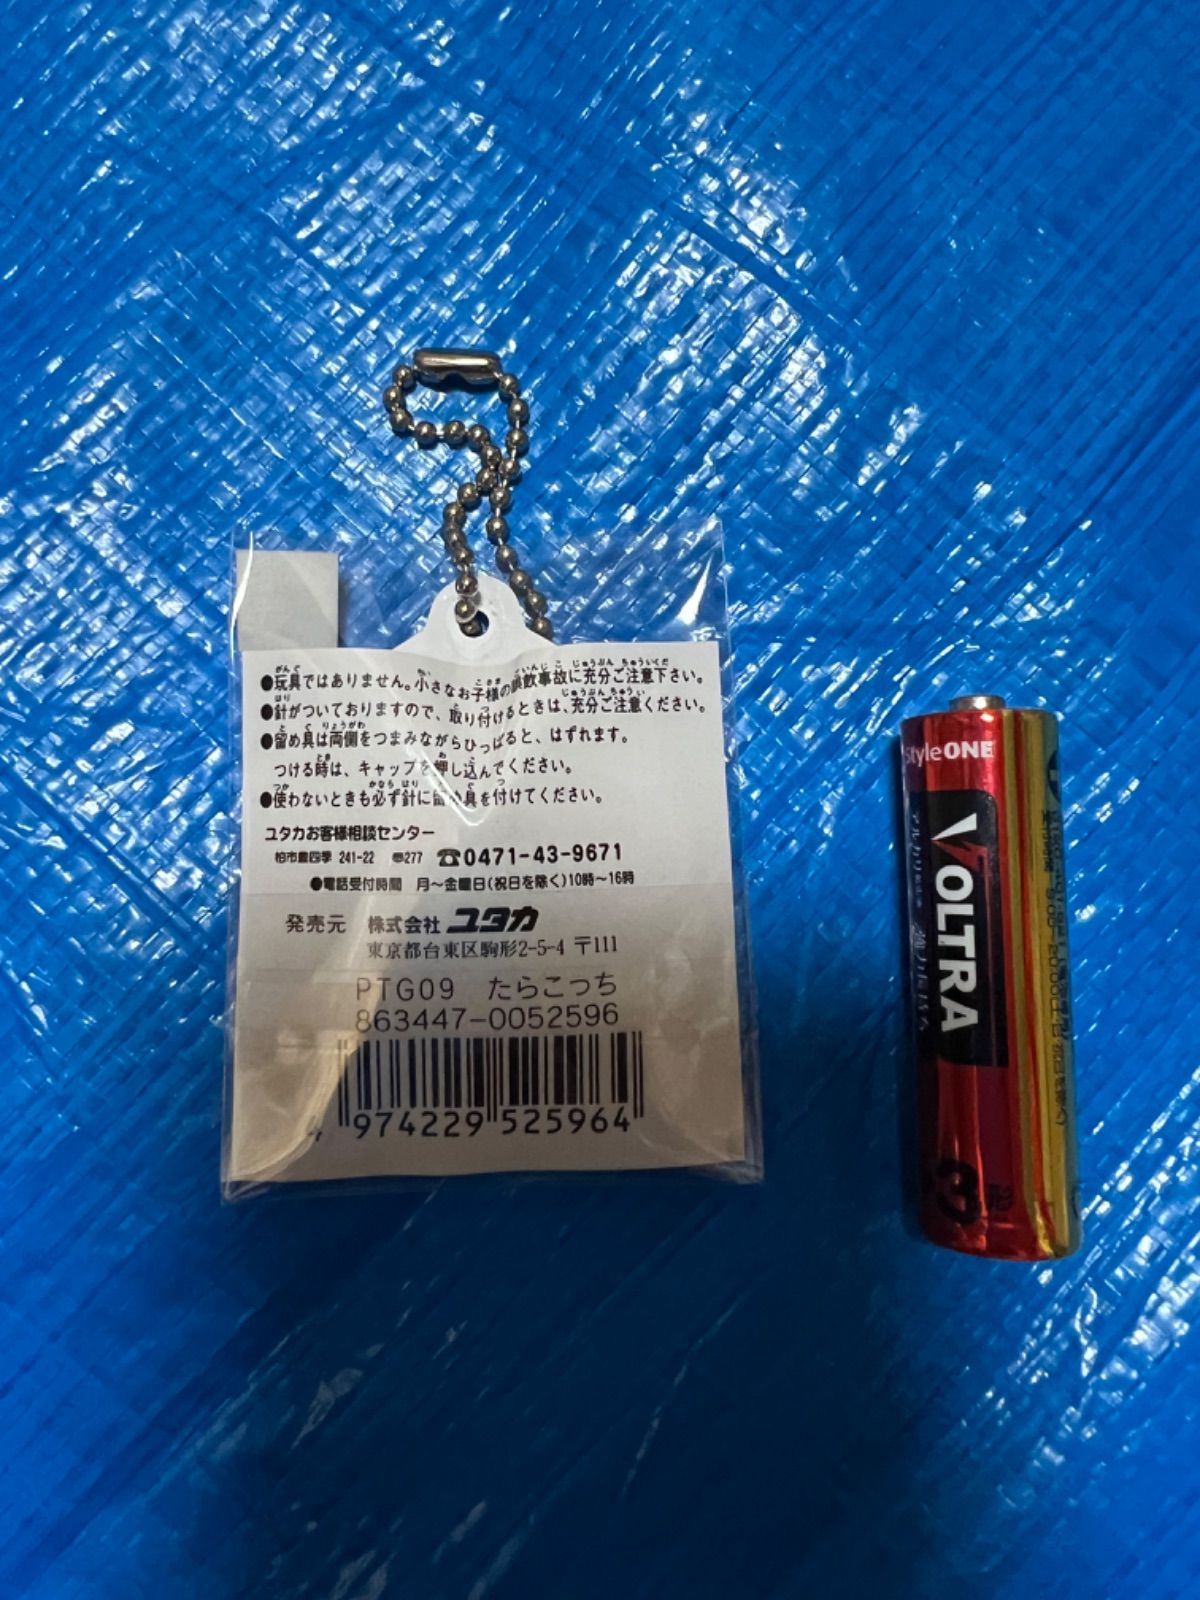 ●玩具ではありません。小さなお子様の誤飲事故に充分ご注意下さい。
●針がついておりますので、取り付けるときは、充分ご注意ください。
●留め具は両側をつまみながらひっぱると、はずれます。
つける時は、キャップを押し込んでください。
●使わないときも必ず針に留め具を付けてください。
ユタカお客様相談センター
柏市豊四季 241-22 〠277 ☎0471-43-9671
●電話受付時間 月〜金曜日(祝日を除く)10時〜16時
発売元 株式会社 ユタカ
東京都台東区駒形2-5-4 〒111
PTG09 たらこっち
863447-0052596
4 974229 525964
StyleONE
VOLTRA
アルカリ乾電池
3形